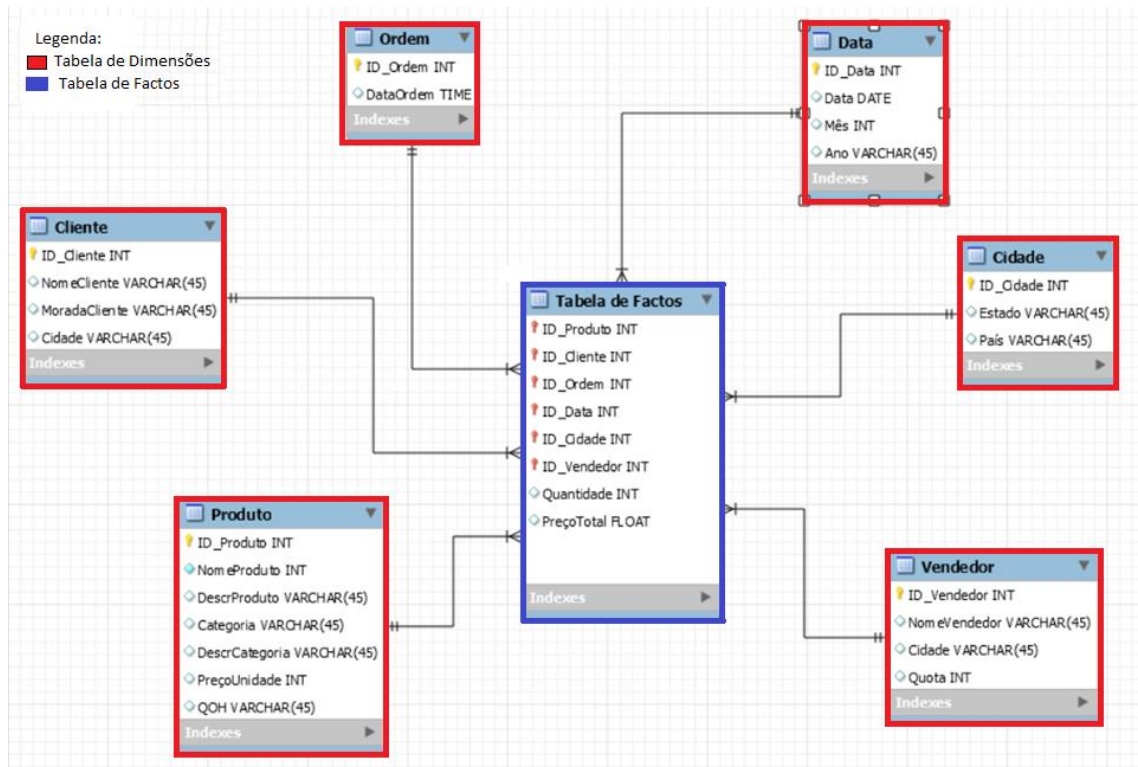 Legenda:
Tabela de Dimensões
Tabela de Factos
Ordem
ID_Ordem INT
DataOrdem TIME
Indexes
Data
ID_Data INT
Data DATE
Mês INT
Ano VARCHAR(45)
Indexes
Cliente
ID_Cliente INT
NomeCliente VARCHAR(45)
MoradaCliente VARCHAR(45)
Cidade VARCHAR(45)
Indexes
Tabela de Factos
ID_Produto INT
ID_Cliente INT
ID_Ordem INT
ID_Data INT
ID_Cidade INT
ID_Vendedor INT
Quantidade INT
PreçoTotal FLOAT
Indexes
Cidade
ID_Cidade INT
Estado VARCHAR(45)
País VARCHAR(45)
Indexes
Produto
ID_Produto INT
NomeProduto INT
DescrProduto VARCHAR(45)
Categoria VARCHAR(45)
DescrCategoria VARCHAR(45)
PreçoUnidade INT
QOH VARCHAR(45)
Indexes
Vendedor
ID_Vendedor INT
NomeVendedor VARCHAR(45)
Cidade VARCHAR(45)
Quota INT
Indexes